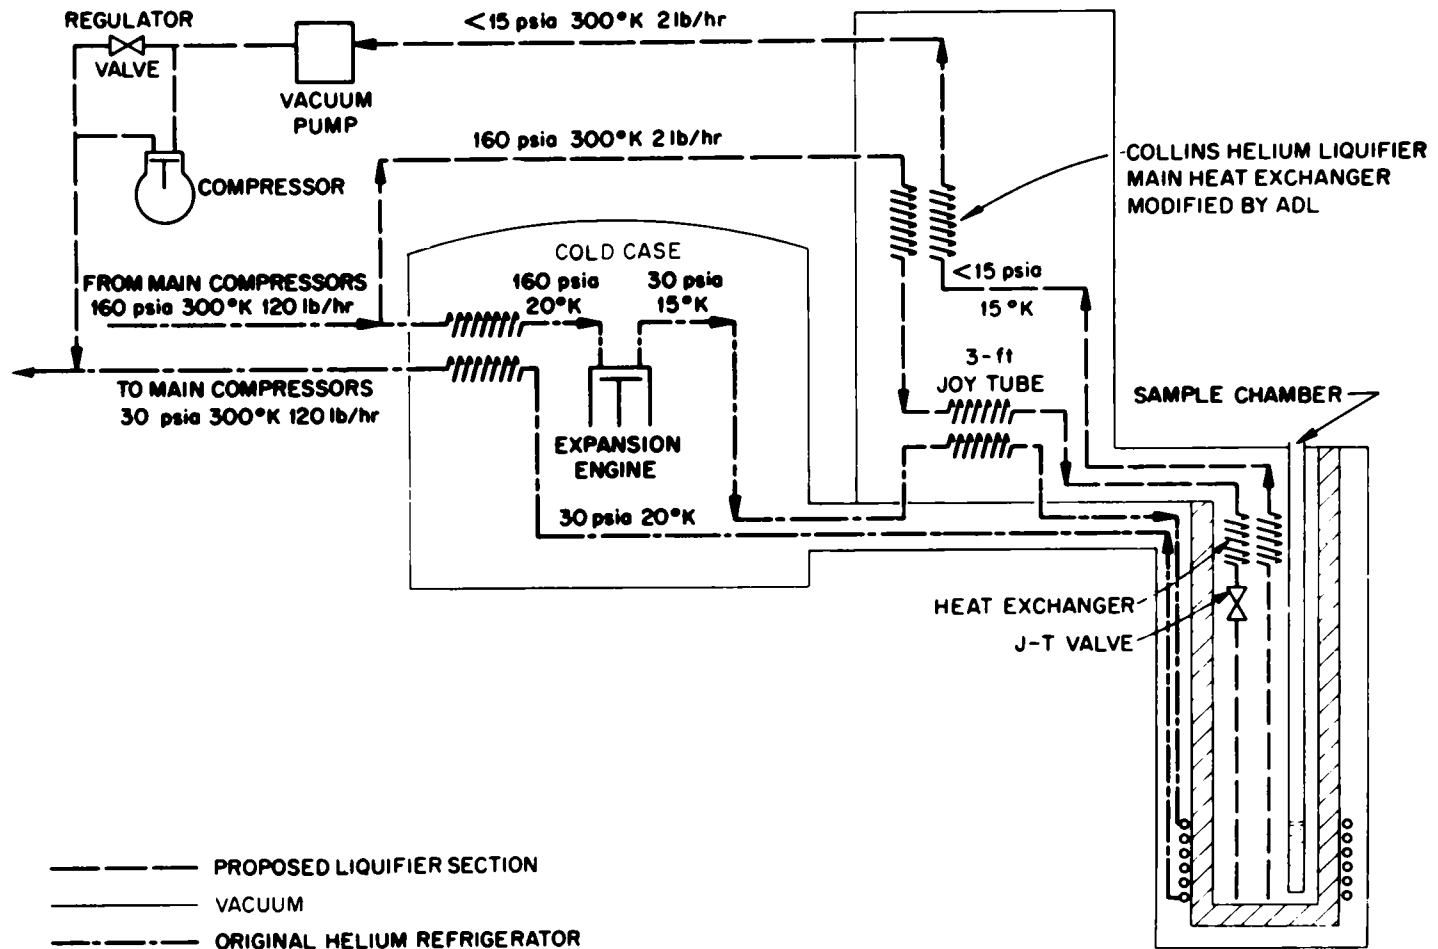 REGULATOR
VALVE
<15 psia 300°K 2 lb/hr
VACUUM
PUMP
160 psia 300°K 2 lb/hr
COMPRESSOR
COLLINS HELIUM LIQUIFIER
MAIN HEAT EXCHANGER
MODIFIED BY ADL
COLD CASE
FROM MAIN COMPRESSORS
160 psia 300°K 120 lb/hr
160 psia
20°K
30 psia
15°K
<15 psia
15°K
TO MAIN COMPRESSORS
30 psia 300°K 120 lb/hr
3-ft
JOY TUBE
SAMPLE CHAMBER
EXPANSION
ENGINE
30 psia 20°K
HEAT EXCHANGER
J-T VALVE
PROPOSED LIQUIFIER SECTION
VACUUM
ORIGINAL HELIUM REFRIGERATOR